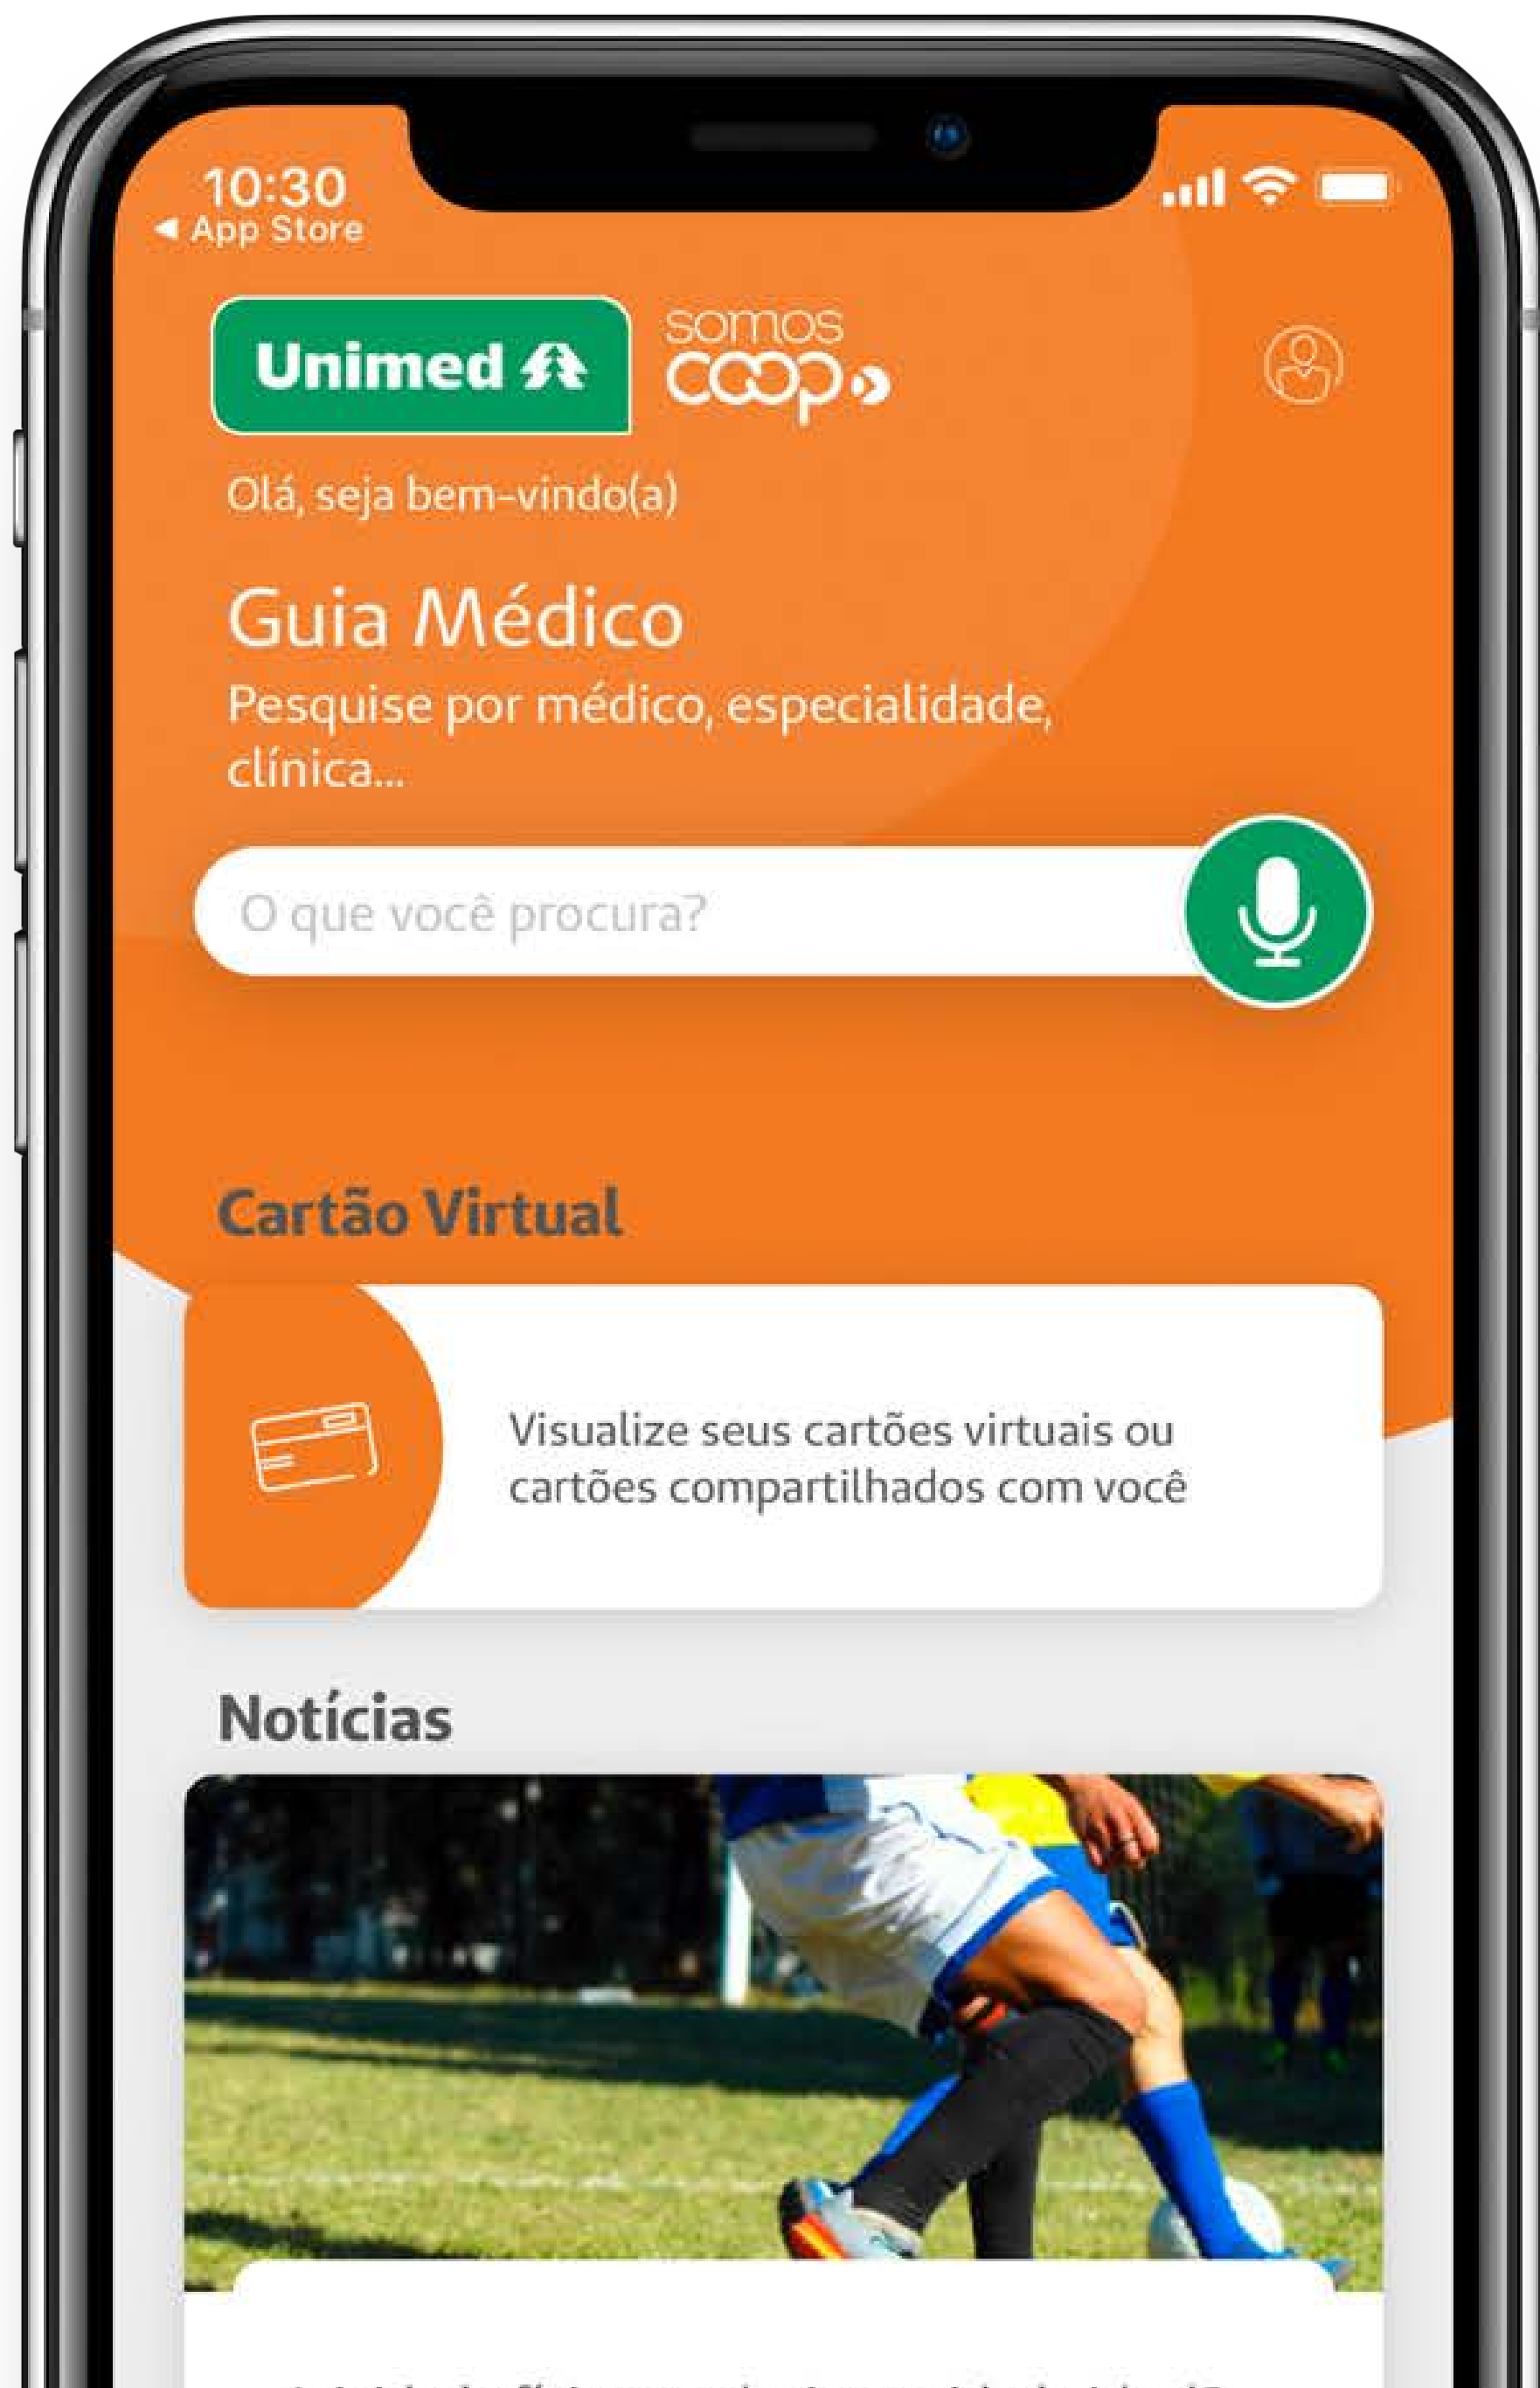 10:30
App Store
Unimed
somos
coop
Olá, seja bem-vindo(a)
Guia Médico
Pesquise por médico, especialidade,
clínica...
O que você procura?
Cartão Virtual
Visualize seus cartões virtuais ou
cartões compartilhados com você
Notícias